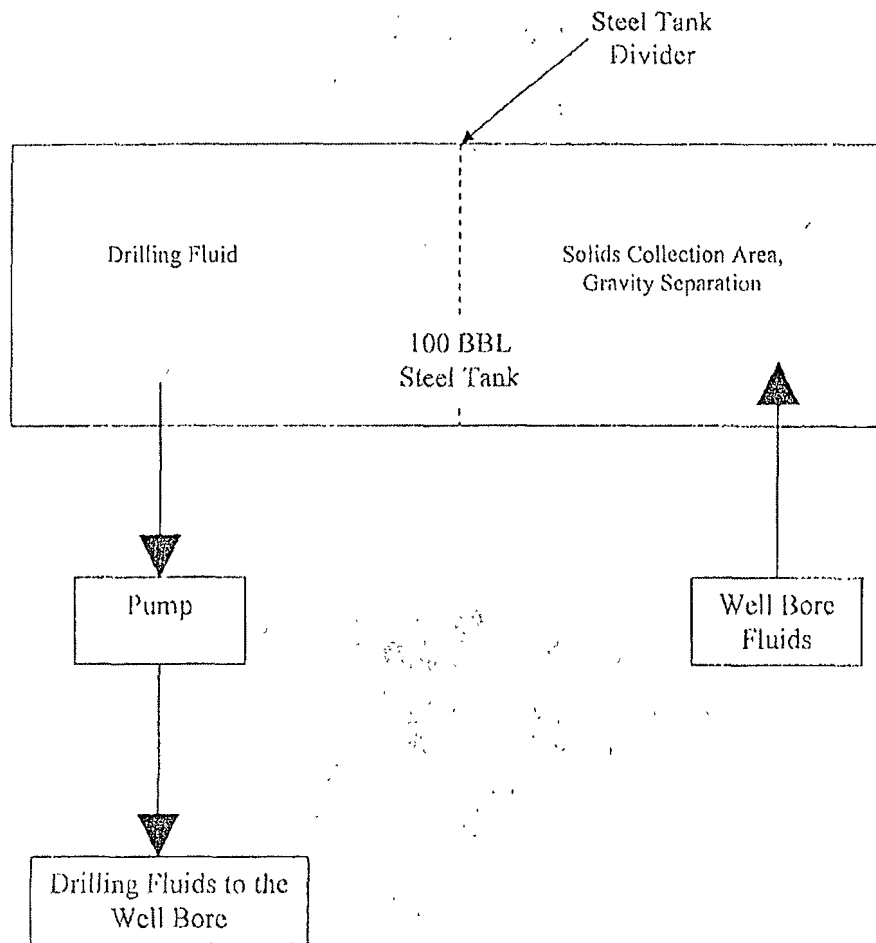 Steel Tank
Divider
Drilling Fluid
Solids Collection Area,
Gravity Separation
100 BBL
Steel Tank
Pump
Well Bore
Fluids
Drilling Fluids to the
Well Bore